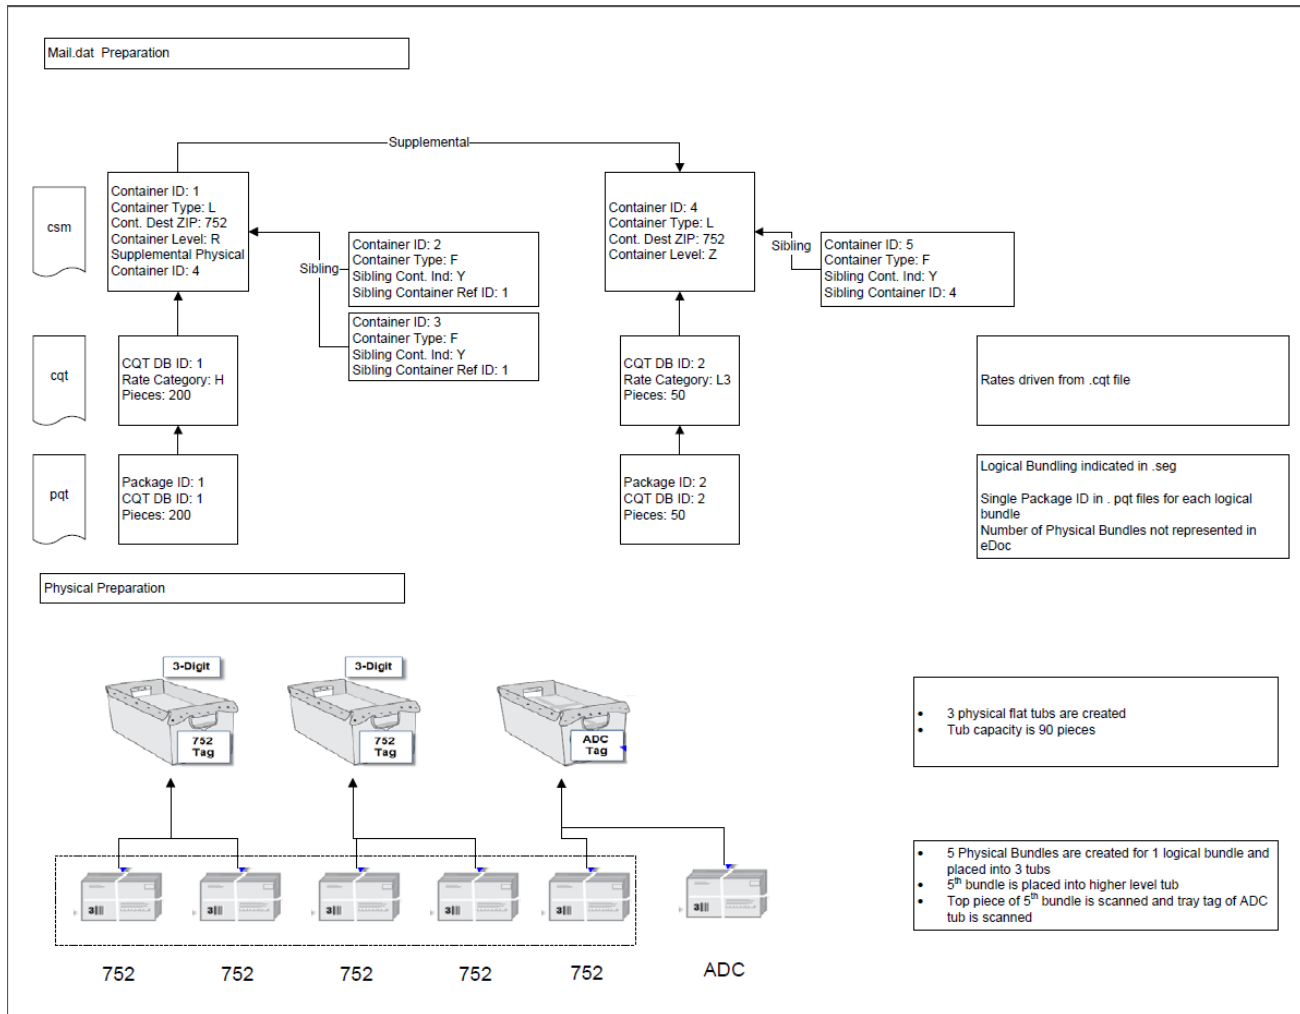 Mail.dat  Preparation
Supplemental
csm
Container ID: 1
Container Type: L
Cont. Dest ZIP: 752
Container Level: R
Supplemental Physical
Container ID: 4
Sibling
Container ID: 2
Container Type: F
Sibling Cont. Ind: Y
Sibling Container Ref ID: 1
Container ID: 3
Container Type: F
Sibling Cont. Ind: Y
Sibling Container Ref ID: 1
Container ID: 4
Container Type: L
Cont. Dest ZIP: 752
Container Level: Z
Sibling
Container ID: 5
Container Type: F
Sibling Cont. Ind: Y
Sibling Container ID: 4
cqt
CQT DB ID: 1
Rate Category: H
Pieces: 200
CQT DB ID: 2
Rate Category: L3
Pieces: 50
Rates driven from .cqt file
pqt
Package ID: 1
CQT DB ID: 1
Pieces: 200
Package ID: 2
CQT DB ID: 2
Pieces: 50
Logical Bundling indicated in .seg
Single Package ID in . pqt files for each logical
bundle
Number of Physical Bundles not represented in
eDoc
Physical Preparation
3-Digit
752
Tag
3-Digit
752
Tag
ADC
Tag
• 3 physical flat tubs are created
• Tub capacity is 90 pieces
3
3
3
3
3
3
• 5 Physical Bundles are created for 1 logical bundle and
placed into 3 tubs
• 5th bundle is placed into higher level tub
• Top piece of 5th bundle is scanned and tray tag of ADC
tub is scanned
752
752
752
752
752
ADC